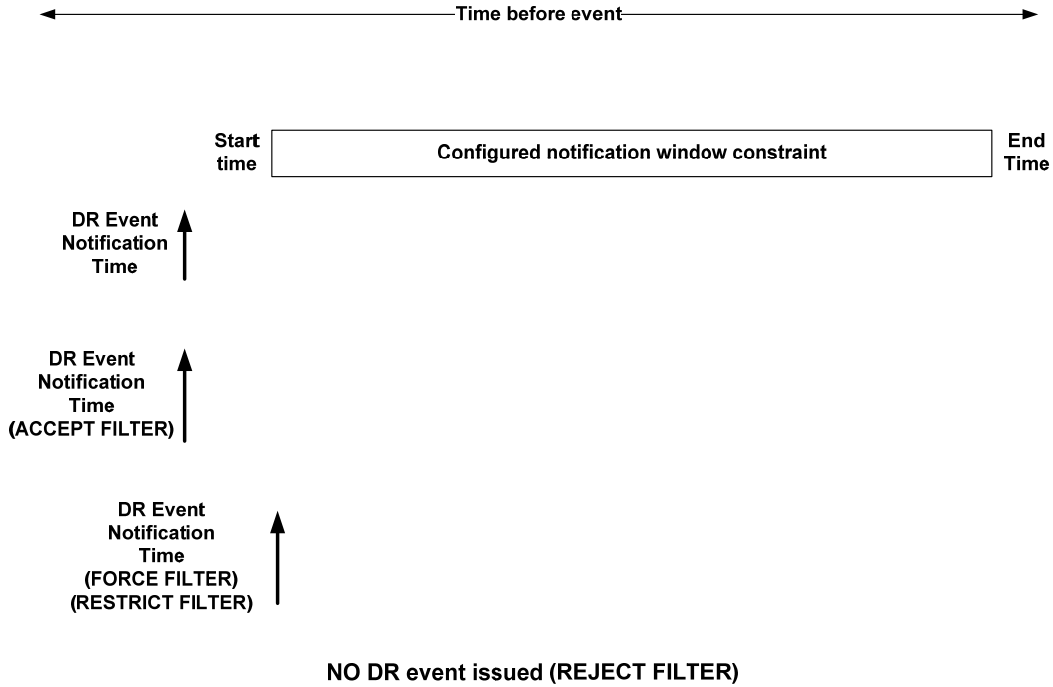 Time before event
Start
time
Configured notification window constraint
End
Time
DR Event
Notification
Time
DR Event
Notification
Time
(ACCEPT FILTER)
DR Event
Notification
Time
(FORCE FILTER)
(RESTRICT FILTER)
NO DR event issued (REJECT FILTER)